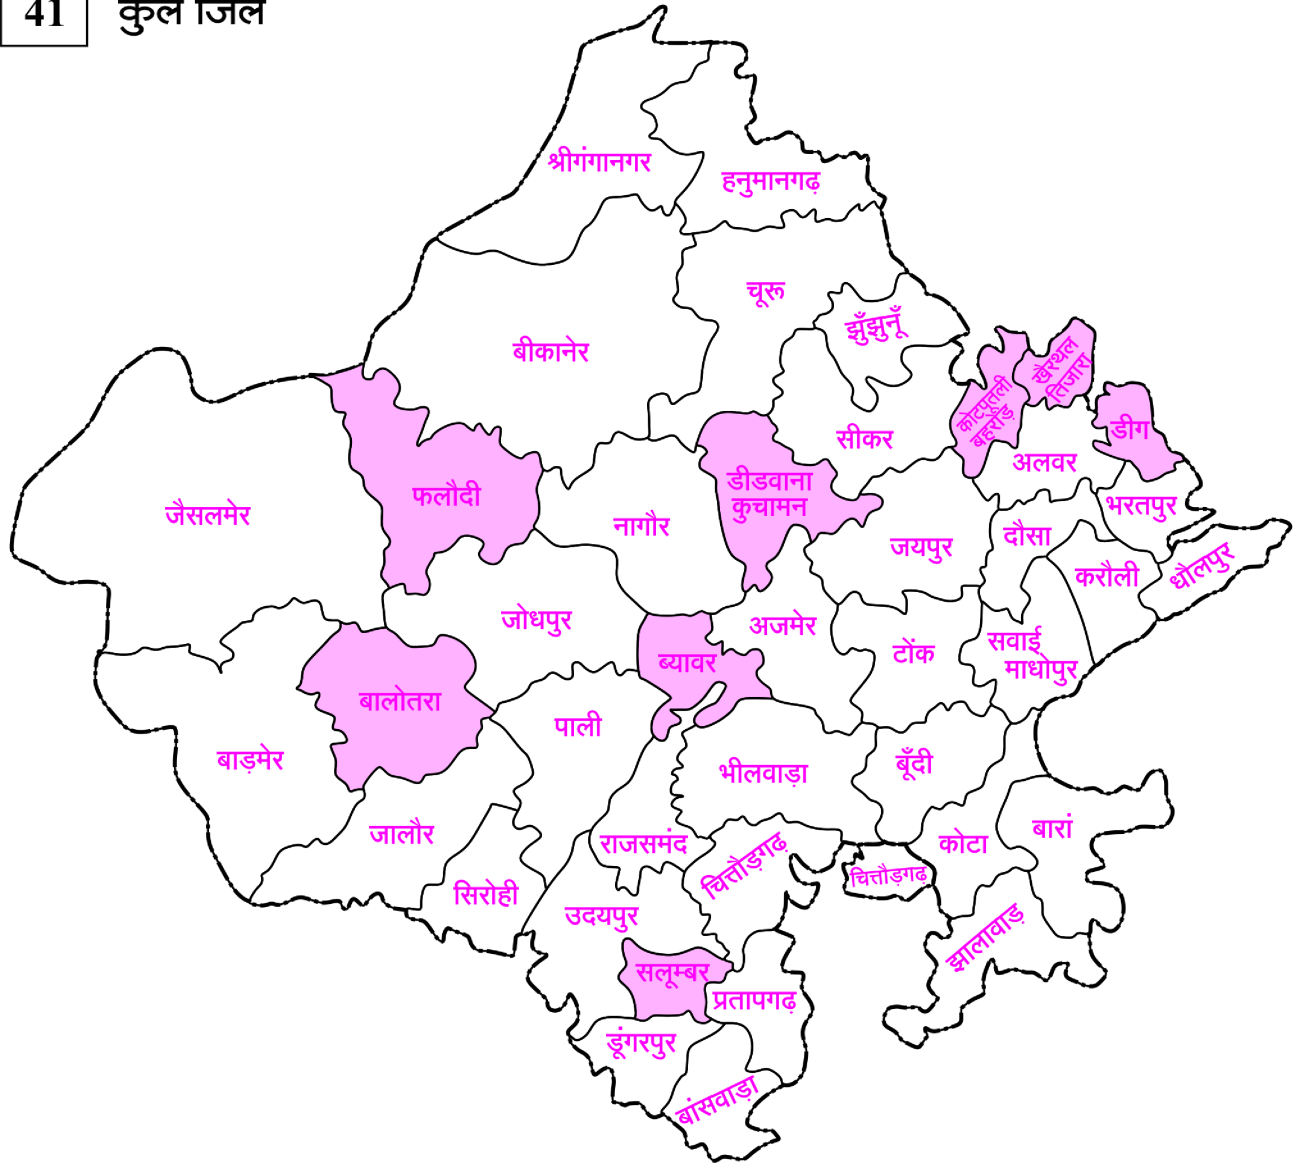 41 कुल जिले
श्रीगंगानगर
हनुमानगढ़
चूरू
झुँझुनूँ
बीकानेर
खैरथल
तिजारा
कोटपूतली
बहरोड़
डीग
सीकर
अलवर
डीडवाना
कुचामन
फलौदी
जैसलमेर
नागौर
भरतपुर
दौसा
जयपुर
धौलपुर
करौली
जोधपुर
अजमेर
सवाई
माधोपुर
टोंक
ब्यावर
बालोतरा
पाली
बाड़मेर
भीलवाड़ा
बूँदी
जालौर
राजसमंद
कोटा
बारां
चित्तौड़गढ़
चित्तौड़गढ़
सिरोही
उदयपुर
झालावाड़
सलूम्बर
प्रतापगढ़
डूंगरपुर
बांसवाड़ा